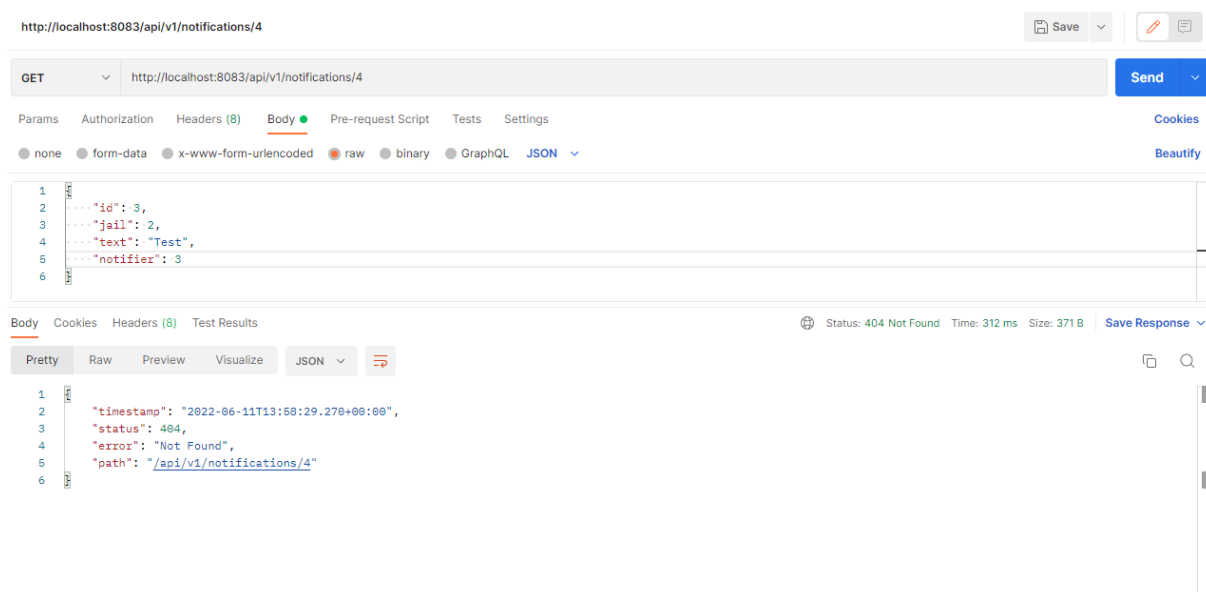 http://localhost:8083/api/v1/notifications/4
Save
GET http://localhost:8083/api/v1/notifications/4 Send
Params Authorization Headers (8) Body Pre-request Script Tests Settings Cookies
none form-data x-www-form-urlencoded raw binary GraphQL JSON Beautify
1 {
2 "id": 3,
3 "jail": 2,
4 "text": "Test",
5 "notifier": 3
6 }
Body Cookies Headers (8) Test Results Status: 404 Not Found Time: 312 ms Size: 371 B Save Response
Pretty Raw Preview Visualize JSON
1 {
2 "timestamp": "2022-06-11T13:58:29.270+00:00",
3 "status": 404,
4 "error": "Not Found",
5 "path": "/api/v1/notifications/4"
6 }